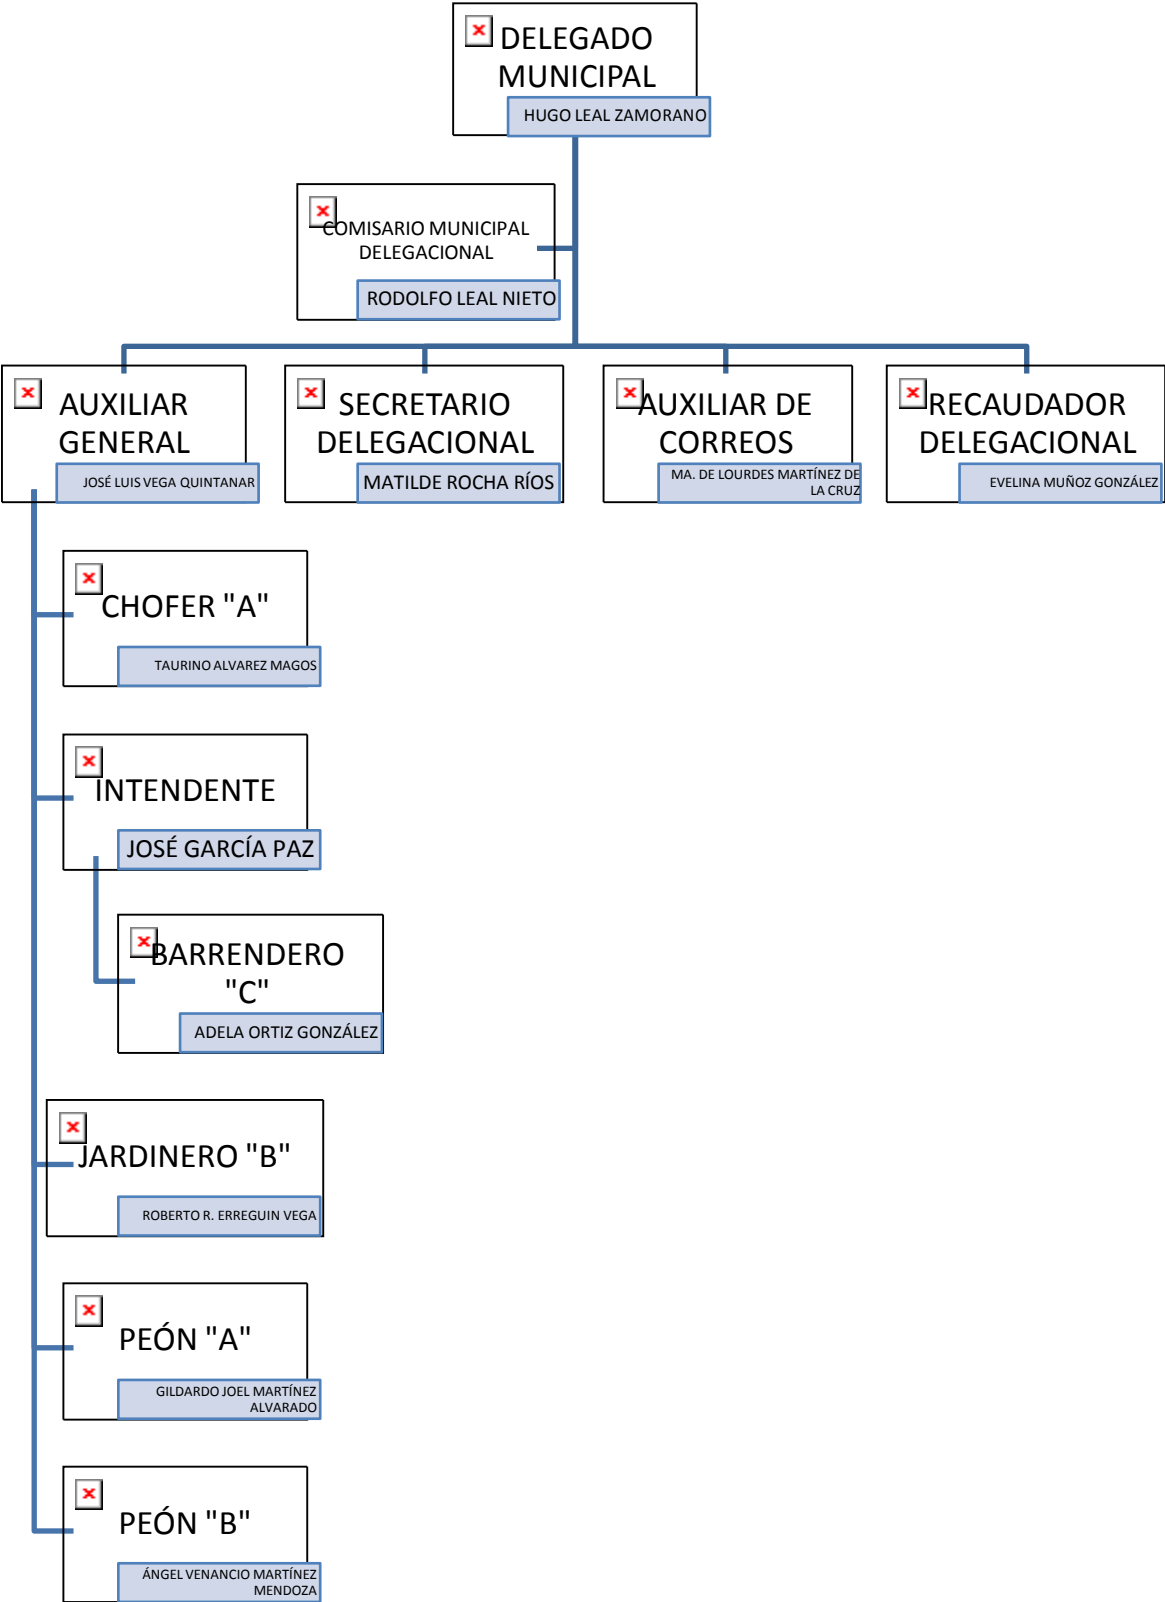 DELEGADO
MUNICIPAL
HUGO LEAL ZAMORANO
COMISARIO MUNICIPAL
DELEGACIONAL
RODOLFO LEAL NIETO
AUXILIAR
GENERAL
JOSÉ LUIS VEGA QUINTANAR
SECRETARIO
DELEGACIONAL
MATILDE ROCHA RÍOS
AUXILIAR DE
CORREOS
MA. DE LOURDES MARTÍNEZ DE
LA CRUZ
RECAUDADOR
DELEGACIONAL
EVELINA MUÑOZ GONZÁLEZ
CHOFER "A"
TAURINO ALVAREZ MAGOS
INTENDENTE
JOSÉ GARCÍA PAZ
BARRENDERO
"C"
ADELA ORTIZ GONZÁLEZ
JARDINERO "B"
ROBERTO R. ERREGUIN VEGA
PEÓN "A"
GILDARDO JOEL MARTÍNEZ
ALVARADO
PEÓN "B"
ÁNGEL VENANCIO MARTÍNEZ
MENDOZA